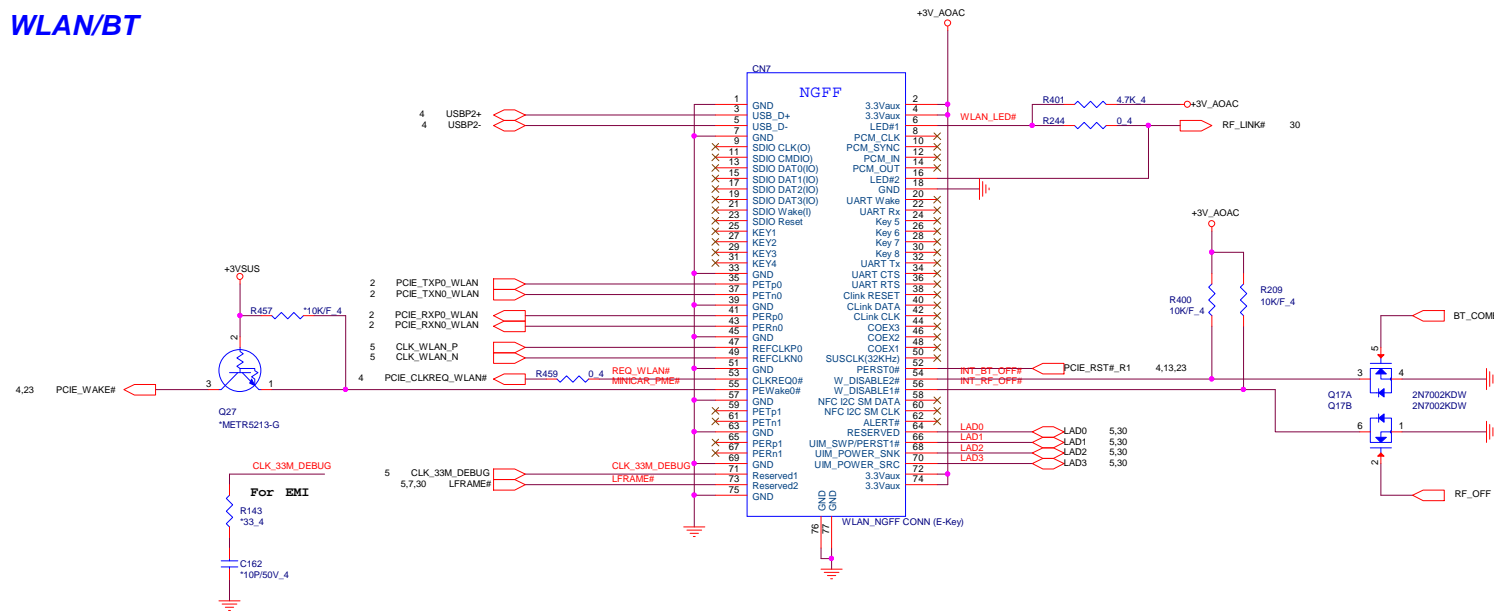 WLAN/BT
+3V_AOAC
CN7
NGFF
4 USBP2+
4 USBP2-
1 GND
3 USB_D+
5 USB_D-
7 GND
9 SDIO CLK(O)
11 SDIO CMDIO)
13 SDIO DAT0(IO)
15 SDIO DAT1(IO)
17 SDIO DAT2(IO)
19 SDIO DAT3(IO)
21 SDIO Wake(I)
23 SDIO Reset
25 KEY1
27 KEY2
29 KEY3
31 KEY4
33 GND
35 PETp0
37 PETn0
39 GND
41 PERp0
43 PERn0
45 GND
47 REFCLKP0
49 REFCLKN0
51 GND
53 CLKREQ0#
55 PEWake0#
57 GND
59 PETp1
61 PETn1
63 GND
65 PERp1
67 PERn1
69 GND
71 Reserved1
73 Reserved2
75 GND
3.3Vaux 2
3.3Vaux 4
LED#1 6
PCM_CLK 8
PCM_SYNC 10
PCM_IN 12
PCM_OUT 14
LED#2 16
GND 18
UART Wake 20
UART Rx 22
Key 5 24
Key 6 26
Key 7 28
Key 8 30
UART Tx 32
UART CTS 34
UART RTS 36
Clink RESET 38
CLink DATA 40
CLink CLK 42
COEX3 44
COEX2 46
COEX1 48
SUSCLK(32KHz) 50
PERST0# 52
W_DISABLE2# 54
W_DISABLE1# 56
NFC I2C SM DATA 58
NFC I2C SM CLK 60
ALERT# 62
RESERVED 64
UIM_SWP/PERST1# 66
UIM_POWER_SNK 68
UIM_POWER_SRC 70
3.3Vaux 72
3.3Vaux 74
GND 76
GND 77
WLAN_NGFF CONN (E-Key)
WLAN_LED#
R401 4.7K_4
+3V_AOAC
R244 0_4
RF_LINK# 30
2 PCIE_TXP0_WLAN
2 PCIE_TXN0_WLAN
2 PCIE_RXP0_WLAN
2 PCIE_RXN0_WLAN
5 CLK_WLAN_P
5 CLK_WLAN_N
4 PCIE_CLKREQ_WLAN#
R459 0_4
REQ_WLAN#
MINICAR_PME#
+3VSUS
R457 *10K/F_4
2
3
1
4,23 PCIE_WAKE#
Q27
*METR5213-G
CLK_33M_DEBUG
For EMI
R143
*33_4
C162
*10P/50V_4
5 CLK_33M_DEBUG
5,7,30 LFRAME#
CLK_33M_DEBUG
LFRAME#
PCIE_RST#_R1 4,13,23
INT_BT_OFF#
INT_RF_OFF#
LAD0
LAD1
LAD2
LAD3
LAD0 5,30
LAD1 5,30
LAD2 5,30
LAD3 5,30
+3V_AOAC
R400
10K/F_4
R209
10K/F_4
5
3
4
Q17A 2N7002KDW
Q17B 2N7002KDW
6
1
2
RF_OFF